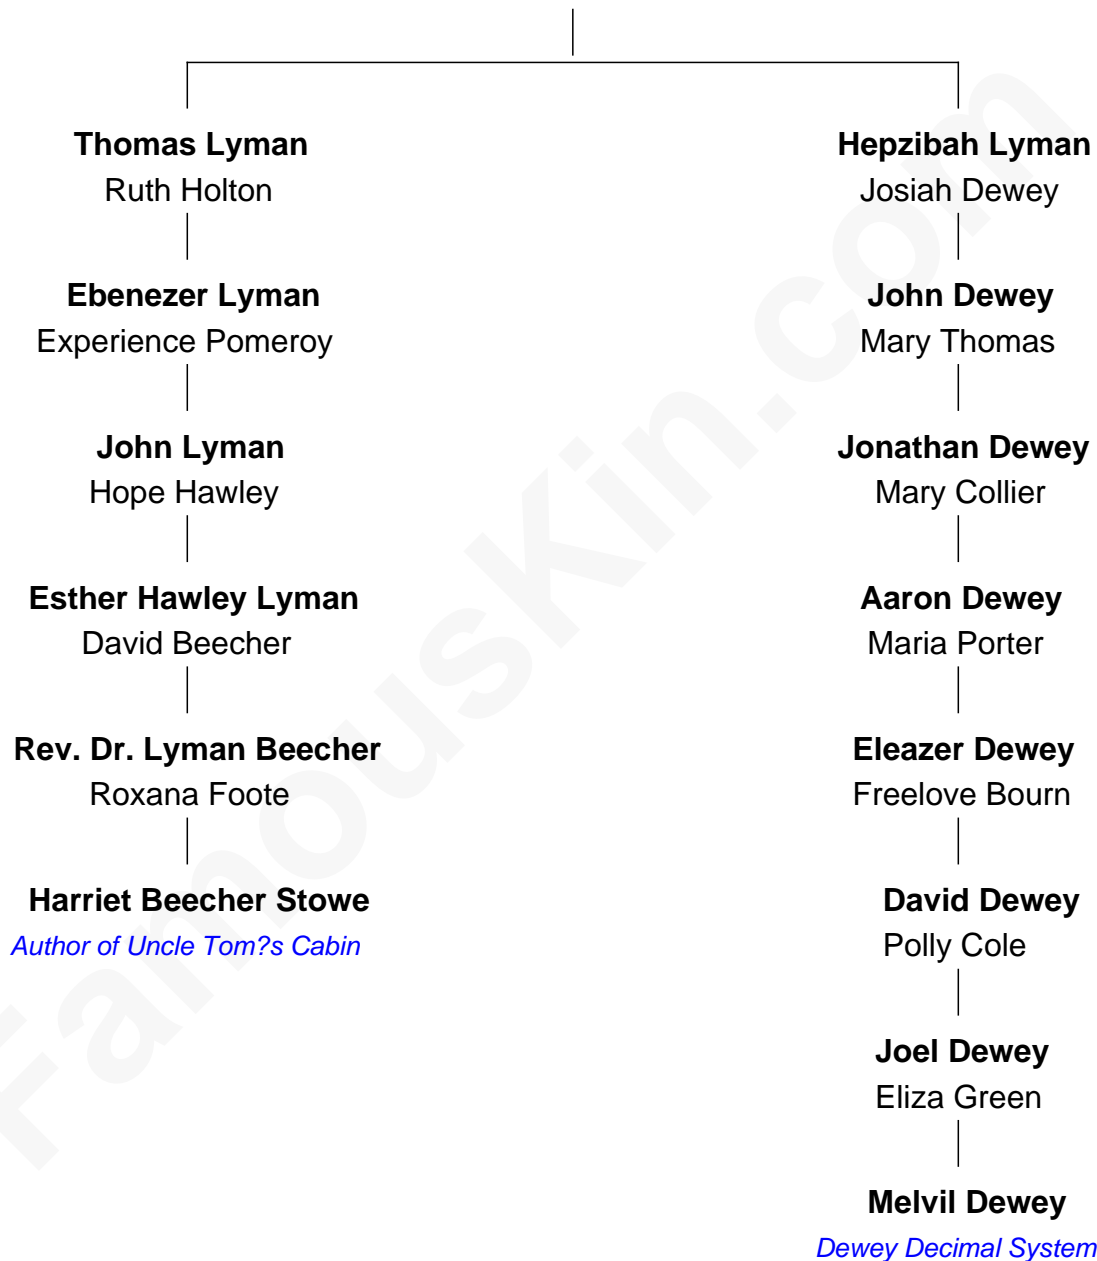 Thomas Lyman
Ruth Holton
Ebenezer Lyman
Experience Pomeroy
John Lyman
Hope Hawley
Esther Hawley Lyman
David Beecher
Rev. Dr. Lyman Beecher
Roxana Foote
Harriet Beecher Stowe
Author of Uncle Tom?s Cabin
Hepzibah Lyman
Josiah Dewey
John Dewey
Mary Thomas
Jonathan Dewey
Mary Collier
Aaron Dewey
Maria Porter
Eleazer Dewey
Freelove Bourn
David Dewey
Polly Cole
Joel Dewey
Eliza Green
Melvil Dewey
Dewey Decimal System
FamousKin.com